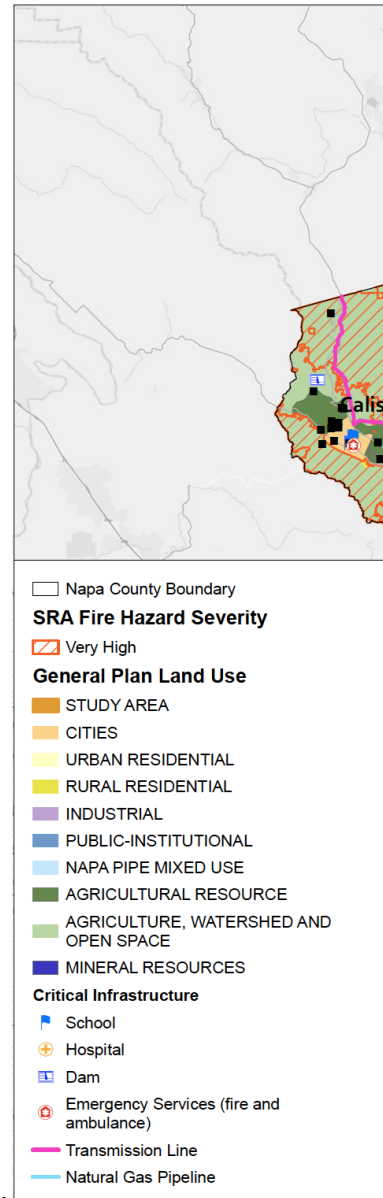 Calis
Napa County Boundary
SRA Fire Hazard Severity
Very High
General Plan Land Use
STUDY AREA
CITIES
URBAN RESIDENTIAL
RURAL RESIDENTIAL
INDUSTRIAL
PUBLIC-INSTITUTIONAL
NAPA PIPE MIXED USE
AGRICULTURAL RESOURCE
AGRICULTURE, WATERSHED AND
OPEN SPACE
MINERAL RESOURCES
Critical Infrastructure
School
Hospital
Dam
Emergency Services (fire and
ambulance)
Transmission Line
Natural Gas Pipeline